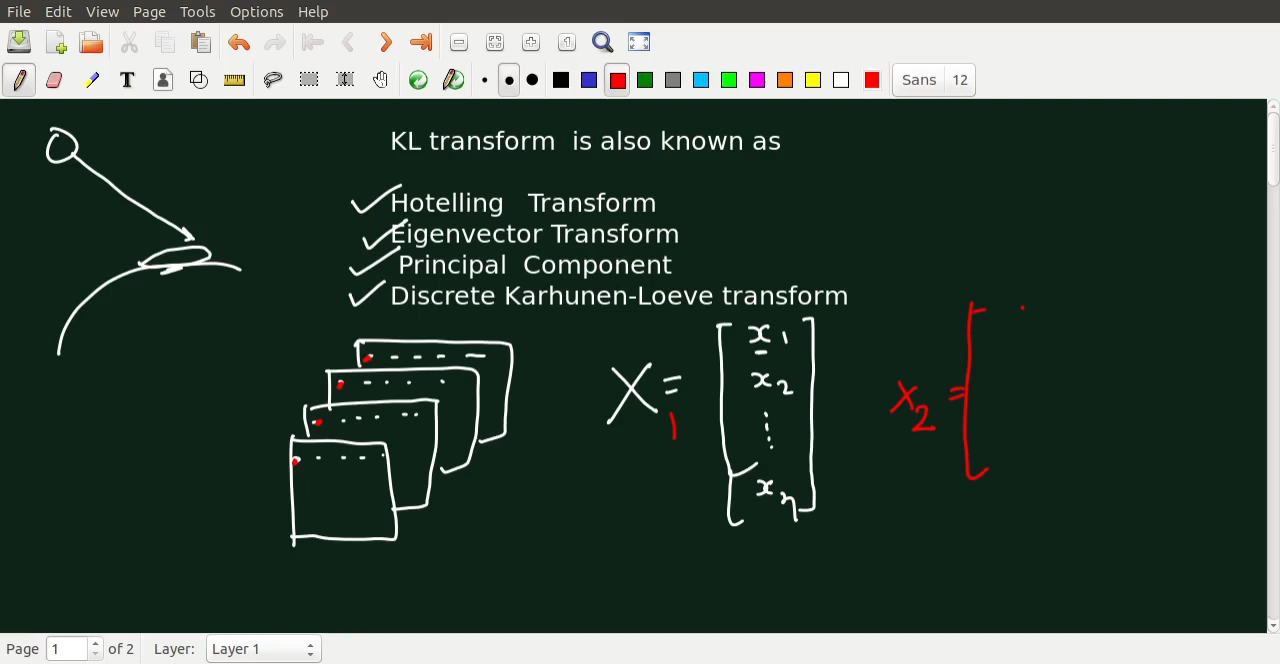 File Edit View Page Tools Options Help
T Sans 12
KL transform is also known as
Hotelling Transform
Eigenvector Transform
Principal Component
Discrete Karhunen-Loeve transform
X1 = [ x1
x2
⋮
xn ]
X2 = [
Page 1 of 2 Layer: Layer 1